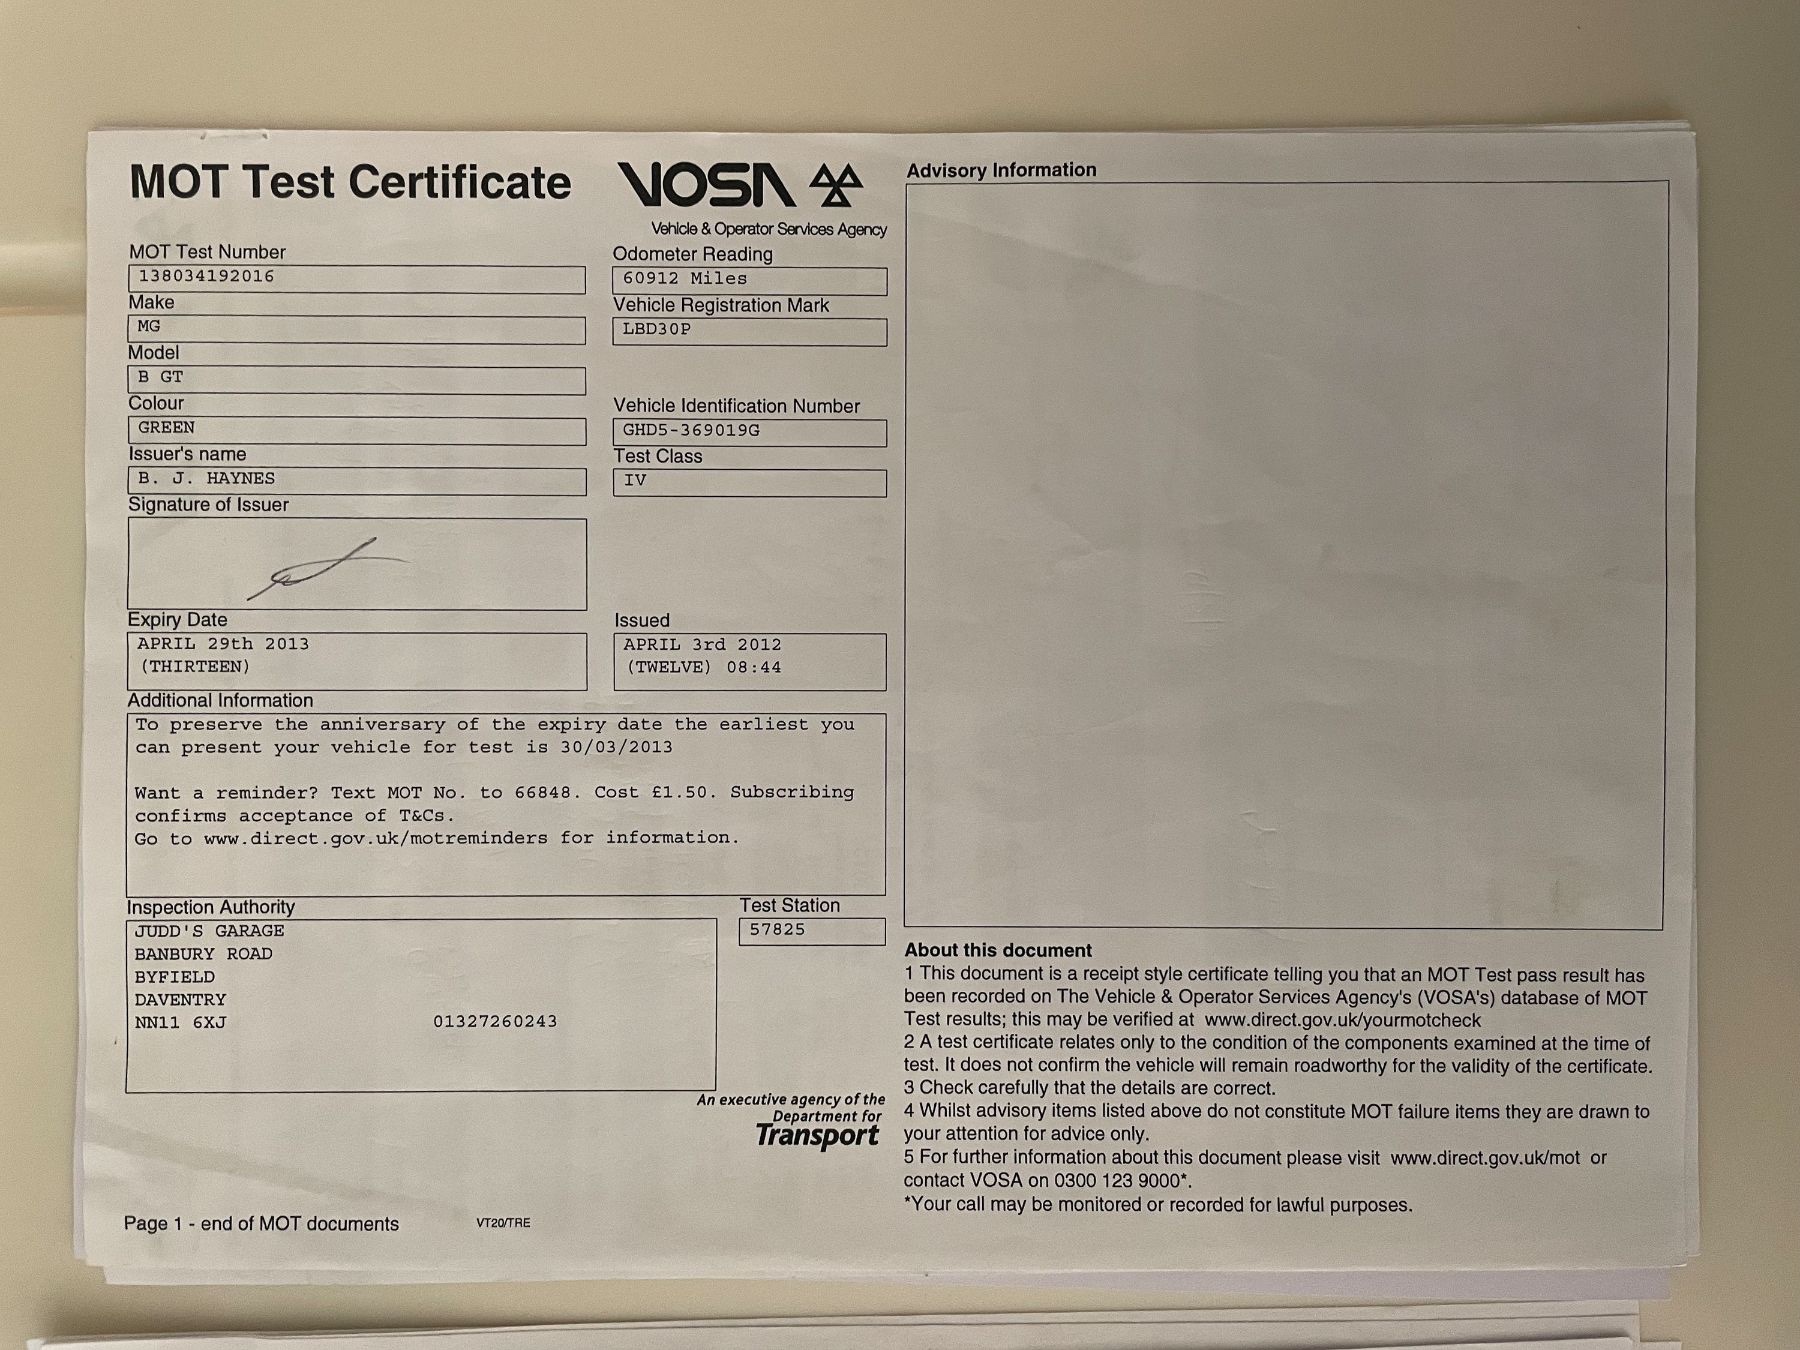 MOT Test Certificate
VOSA
Vehicle & Operator Services Agency
MOT Test Number
138034192016
Odometer Reading
60912 Miles
Make
MG
Vehicle Registration Mark
LBD30P
Model
B GT
Colour
GREEN
Vehicle Identification Number
GHD5-369019G
Issuer's name
B. J. HAYNES
Test Class
IV
Signature of Issuer
Expiry Date
APRIL 29th 2013
(THIRTEEN)
Issued
APRIL 3rd 2012
(TWELVE) 08:44
Additional Information
To preserve the anniversary of the expiry date the earliest you
can present your vehicle for test is 30/03/2013
Want a reminder? Text MOT No. to 66848. Cost £1.50. Subscribing
confirms acceptance of T&Cs.
Go to www.direct.gov.uk/motreminders for information.
Inspection Authority
JUDD'S GARAGE
BANBURY ROAD
BYFIELD
DAVENTRY
NN11 6XJ 01327260243
Test Station
57825
An executive agency of the
Department for
Transport
Page 1 - end of MOT documents VT20/TRE
Advisory Information
About this document
1 This document is a receipt style certificate telling you that an MOT Test pass result has
been recorded on The Vehicle & Operator Services Agency's (VOSA's) database of MOT
Test results; this may be verified at www.direct.gov.uk/yourmotcheck
2 A test certificate relates only to the condition of the components examined at the time of
test. It does not confirm the vehicle will remain roadworthy for the validity of the certificate.
3 Check carefully that the details are correct.
4 Whilst advisory items listed above do not constitute MOT failure items they are drawn to
your attention for advice only.
5 For further information about this document please visit www.direct.gov.uk/mot or
contact VOSA on 0300 123 9000*.
*Your call may be monitored or recorded for lawful purposes.